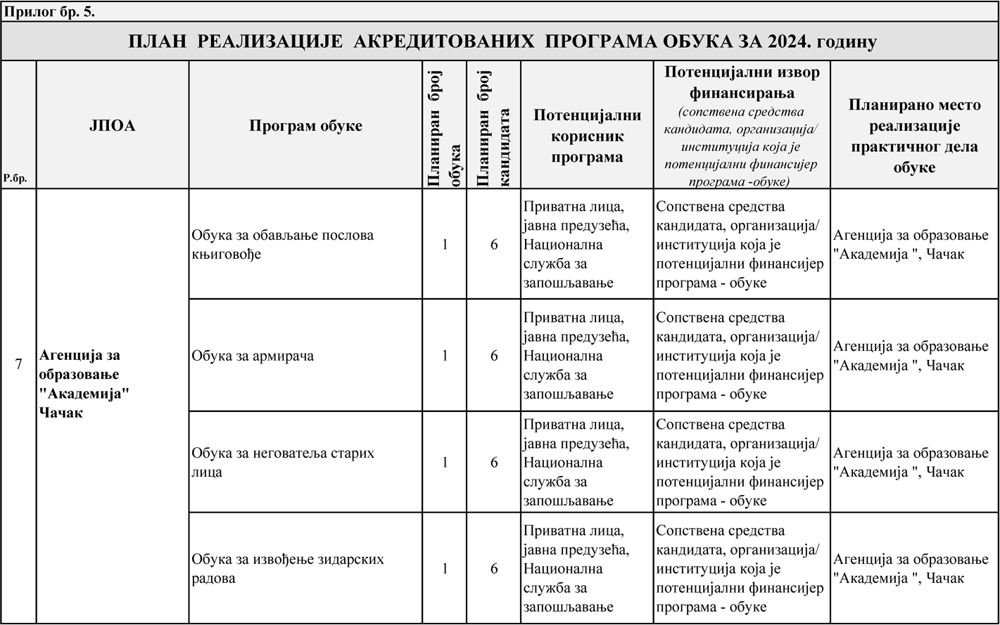 Прилог бр. 5.
ПЛАН РЕАЛИЗАЦИЈЕ АКРЕДИТОВАНИХ ПРОГРАМА ОБУКА ЗА 2024. годину
Р.бр.
ЈПОА
Програм обуке
Планиран број
обука
Планиран број
кандидата
Потенцијални
корисник
програма
Потенцијални извор
финансирања
(сопствена средства
кандидата, организација/
институција која је
потенцијални финансијер
програма -обуке)
Планирано место
реализације
практичног дела
обуке
7
Агенција за
образовање
"Академија"
Чачак
Обука за обављање послова
књиговође
1
6
Приватна лица,
јавна предузећа,
Национална
служба за
запошљавање
Сопствена средства
кандидата, организација/
институција која је
потенцијални финансијер
програма - обуке
Агенција за образовање
"Академија ", Чачак
Обука за армирача
1
6
Приватна лица,
јавна предузећа,
Национална
служба за
запошљавање
Сопствена средства
кандидата, организација/
институција која је
потенцијални финансијер
програма - обуке
Агенција за образовање
"Академија ", Чачак
Обука за неговатеља старих
лица
1
6
Приватна лица,
јавна предузећа,
Национална
служба за
запошљавање
Сопствена средства
кандидата, организација/
институција која је
потенцијални финансијер
програма - обуке
Агенција за образовање
"Академија ", Чачак
Обука за извођење зидарских
радова
1
6
Приватна лица,
јавна предузећа,
Национална
служба за
запошљавање
Сопствена средства
кандидата, организација/
институција која је
потенцијални финансијер
програма - обуке
Агенција за образовање
"Академија ", Чачак